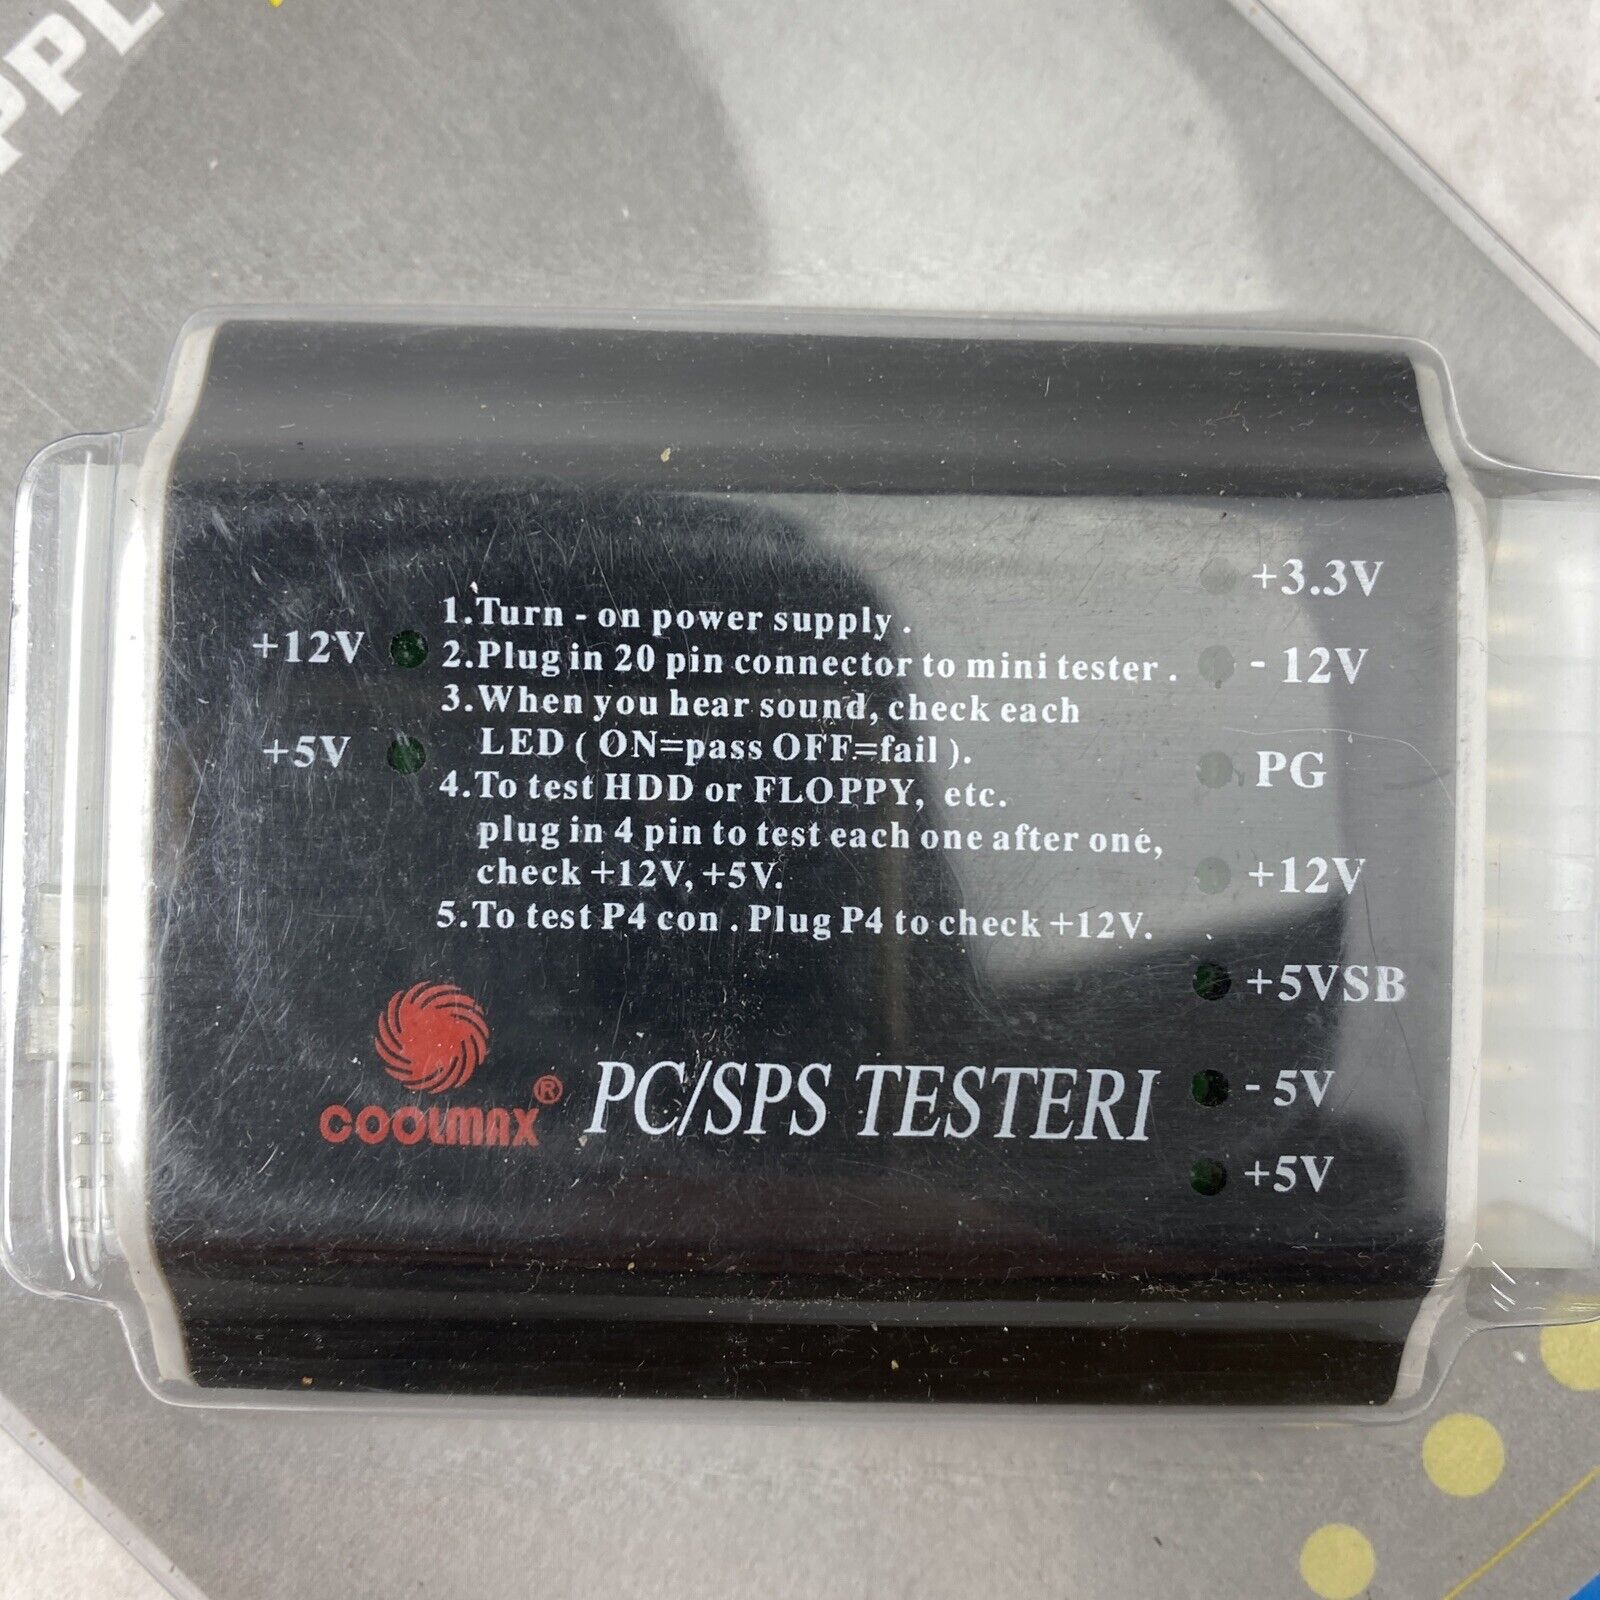 PPL
1.Turn - on power supply .
2.Plug in 20 pin connector to mini tester .
3.When you hear sound, check each
LED ( ON=pass OFF=fail ).
4.To test HDD or FLOPPY, etc.
plug in 4 pin to test each one after one,
check +12V, +5V.
5.To test P4 con . Plug P4 to check +12V.
+12V
+5V
+3.3V
- 12V
PG
+12V
+5VSB
- 5V
+5V
COOLMAX®
PC/SPS TESTERI